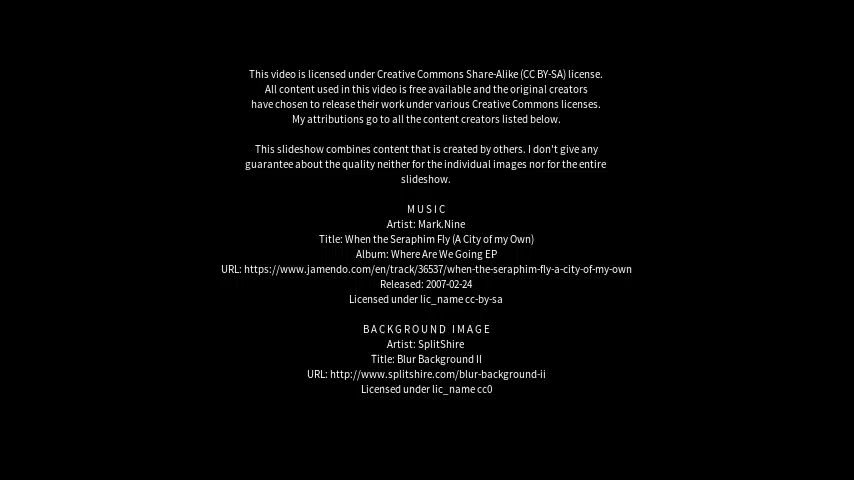 This video is licensed under Creative Commons Share-Alike (CC BY-SA) license.
All content used in this video is free available and the original creators
have chosen to release their work under various Creative Commons licenses.
My attributions go to all the content creators listed below.
This slideshow combines content that is created by others. I don't give any
guarantee about the quality neither for the individual images nor for the entire
slideshow.
MUSIC
Artist: Mark.Nine
Title: When the Seraphim Fly (A City of my Own)
Album: Where Are We Going EP
URL: https://www.jamendo.com/en/track/36537/when-the-seraphim-fly-a-city-of-my-own
Released: 2007-02-24
Licensed under lic_name cc-by-sa
BACKGROUND IMAGE
Artist: SplitShire
Title: Blur Background II
URL: http://www.splitshire.com/blur-background-ii
Licensed under lic_name cc0